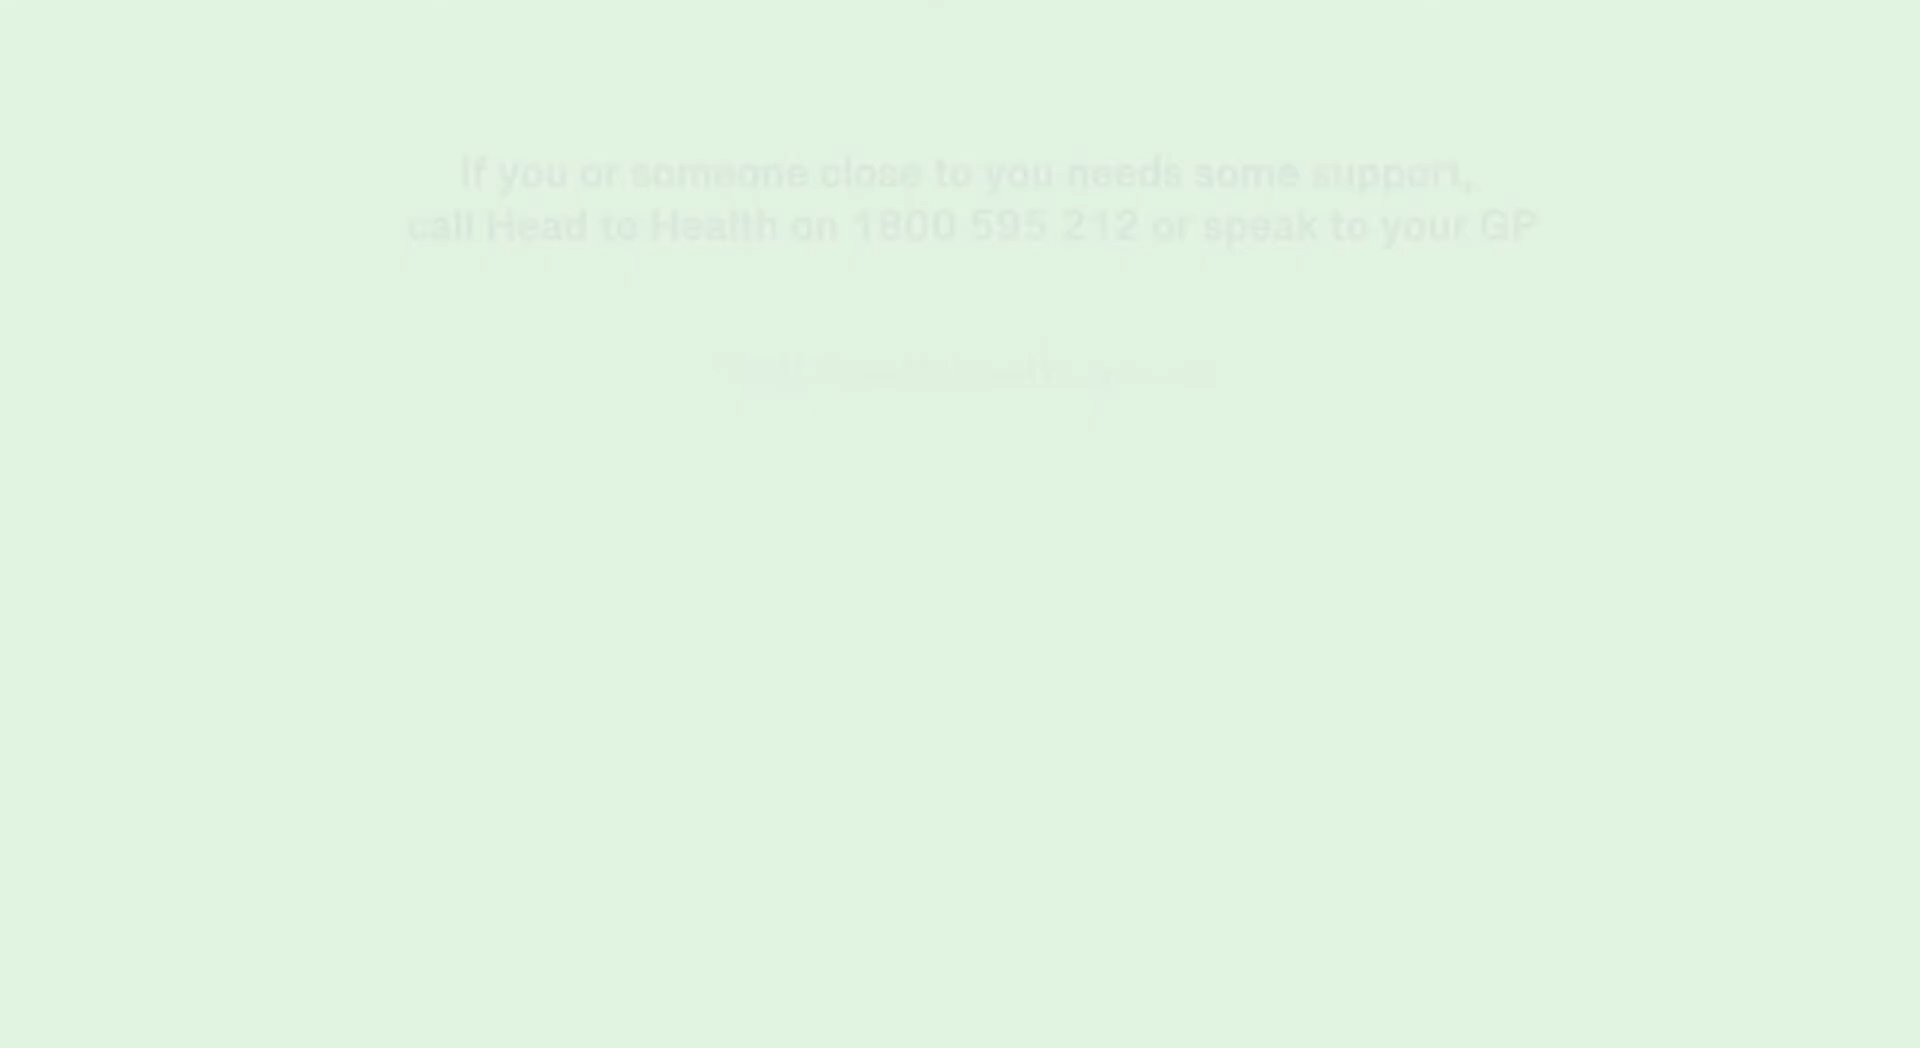 If you or someone close to you needs some support,
call Head to Health on 1800 595 212 or speak to your GP